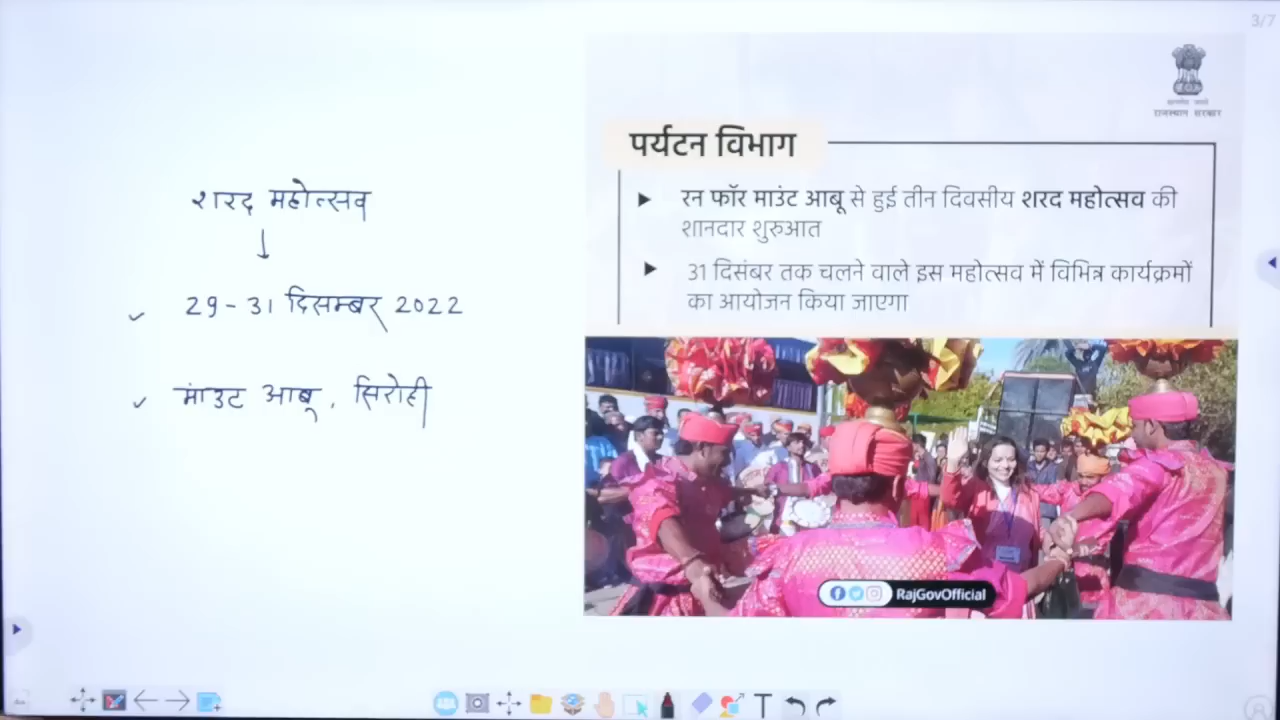 3/7
शरद महोत्सव
29-31 दिसम्बर 2022
माउंट आबू, सिरोही
राजस्थान सरकार
पर्यटन विभाग
रन फॉर माउंट आबू से हुई तीन दिवसीय शरद महोत्सव की
शानदार शुरुआत
31 दिसंबर तक चलने वाले इस महोत्सव में विभिन्न कार्यक्रमों
का आयोजन किया जाएगा
RajGovOfficial